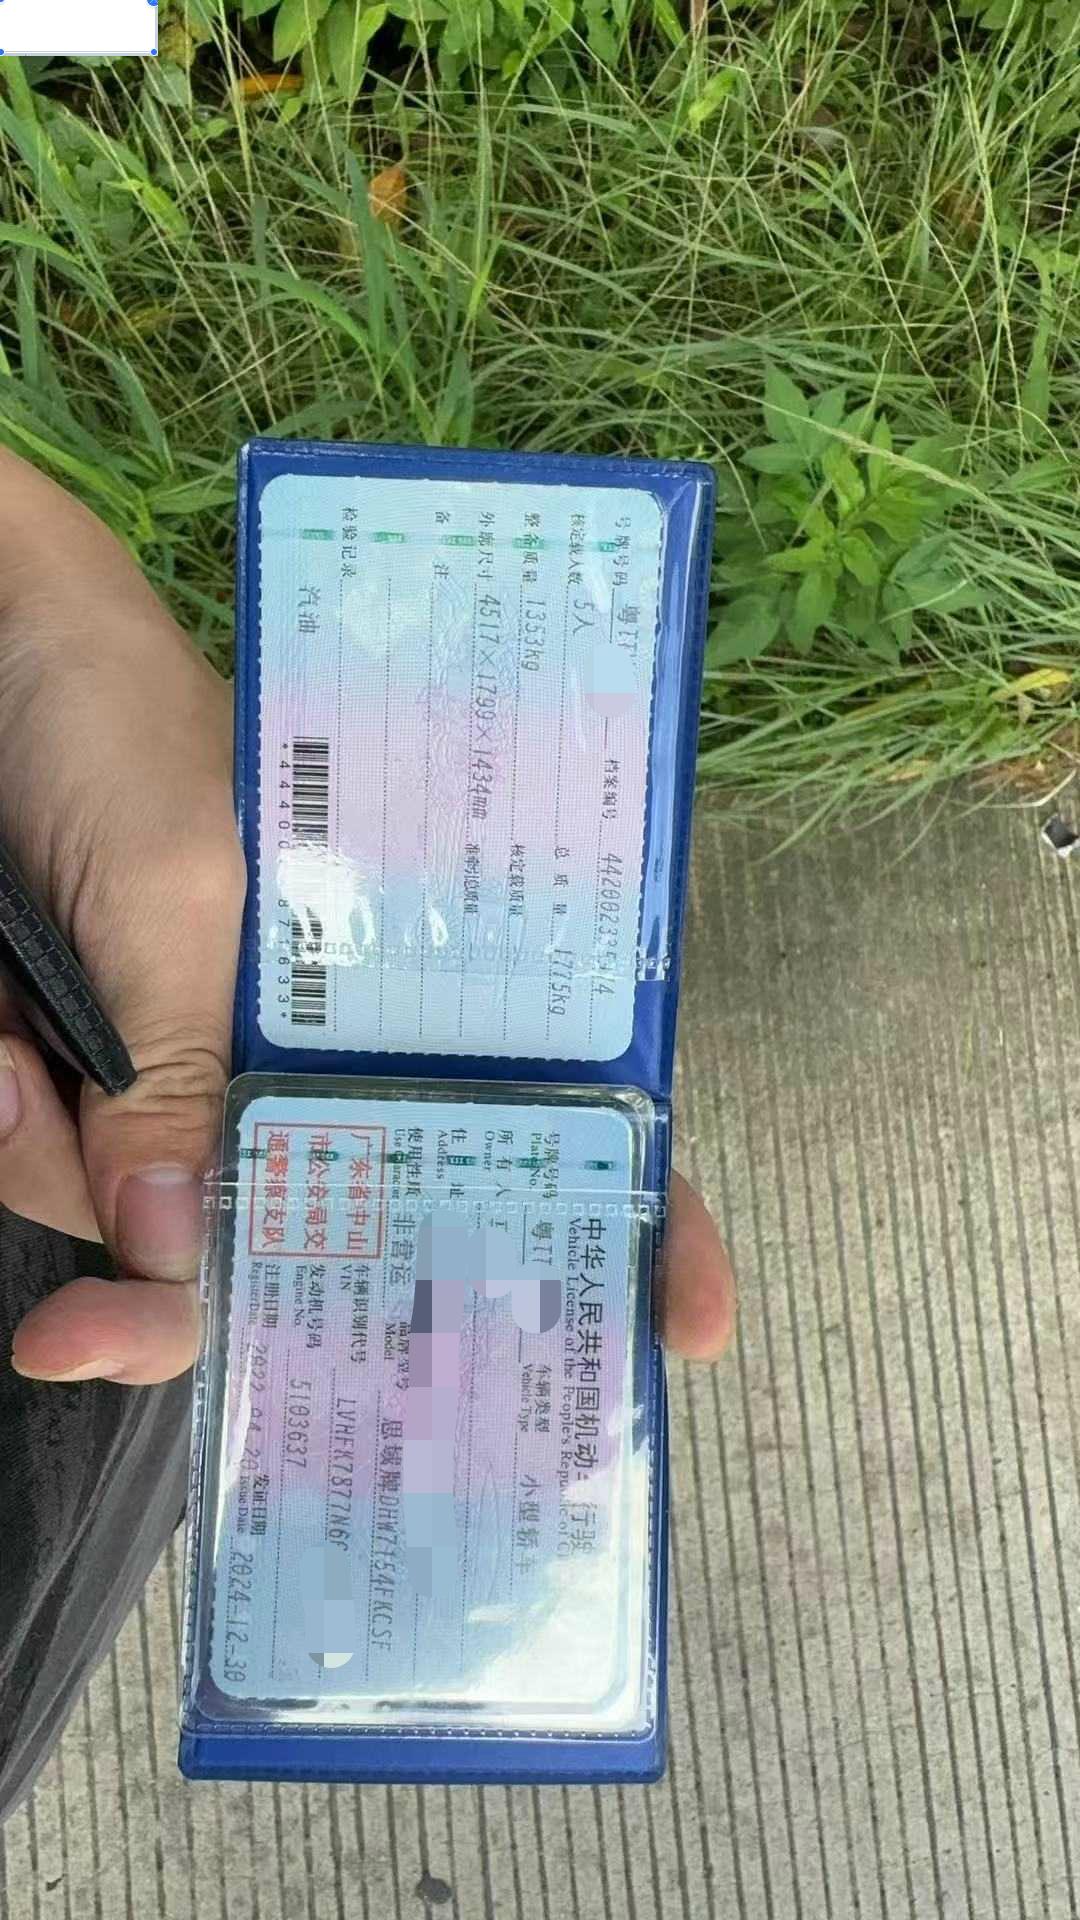 号牌号码 粤TT
档案编号
核定载人数 5人
总质量 1775kg
整备质量 1353kg
核定载质量
外廓尺寸 4517×1799×1434mm
准牵引总质量
备注
检验记录
汽油
中华人民共和国机动
行驶
Vehicle License of the People's Repu
号牌号码 粤TT
Plate No.
车辆类型 小型轿车
Vehicle Type
所有人
Owner
住址
Address
使用性质 非营运
Use Character
品牌型号 思域牌DHW7154FKCSF
Model
广东省中山
市公安局交
通警察支队
车辆识别代号 LVHFK7877N6
VIN
发动机号码 5103637
Engine No.
注册日期
Register Date
发证日期 2024-12-30
Issue Date